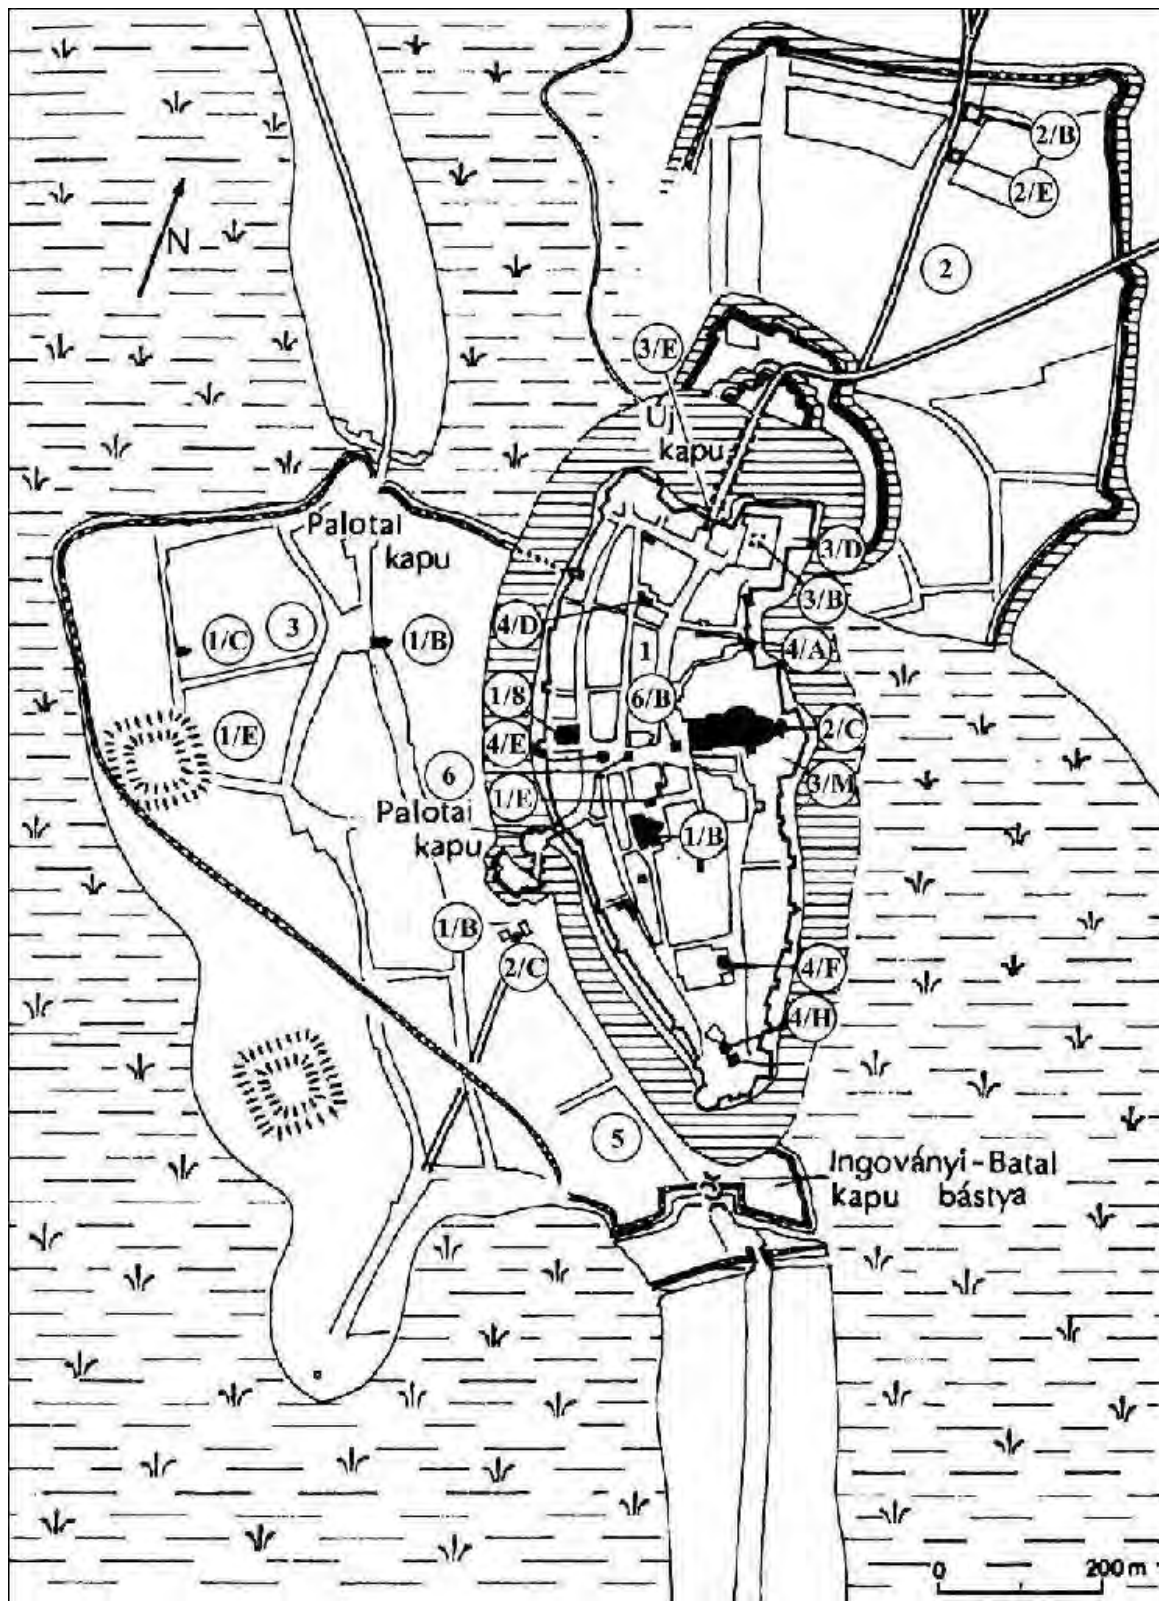 2/B
2/E
N
2
3/E
Új
kapu
Palotai
kapu
3/D
3/B
1/C
3
1/B
4/D
1
4/A
1/8
6/B
2/C
1/E
4/E
6
1/E
3/M
Palotai
kapu
1/B
1/B
2/C
4/F
4/H
5
Ingoványi-Batal
kapu bástya
0 200 m